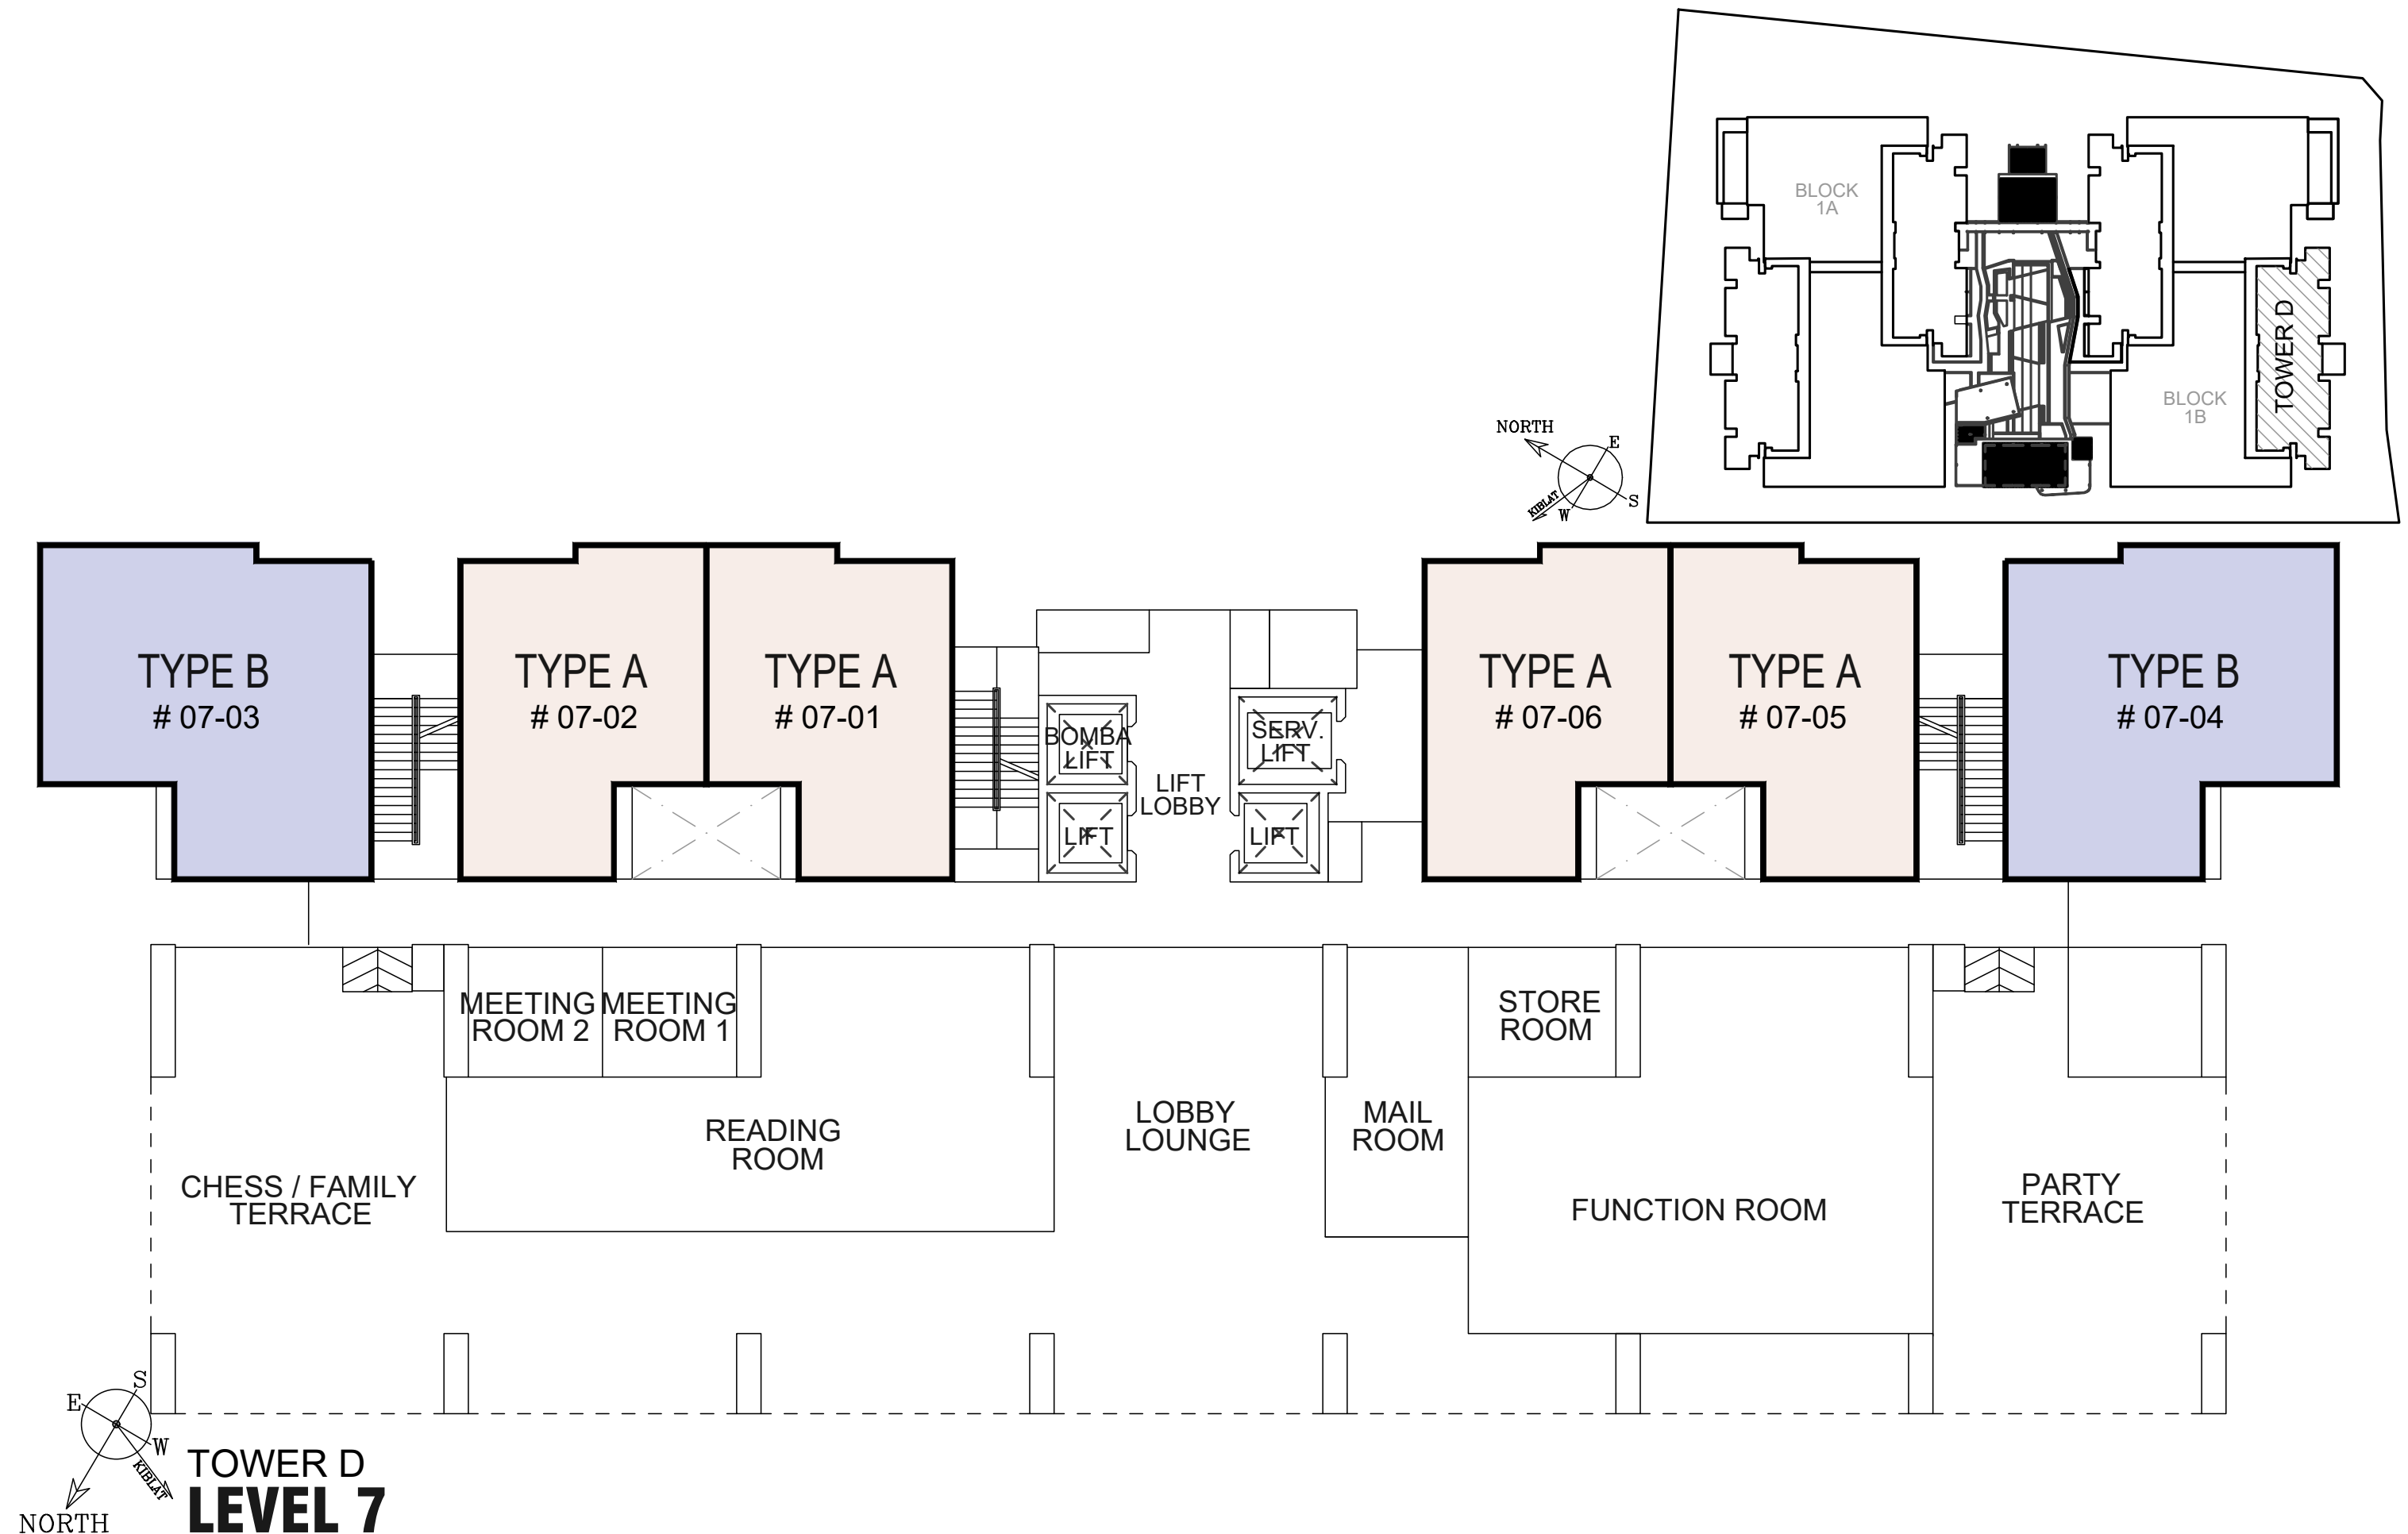 BLOCK
1A
TOWER D
BLOCK
1B
NORTH
E
S
W
KIBLAT
TYPE B
# 07-03
TYPE A
# 07-02
TYPE A
# 07-01
BOMBA
LIFT
LIFT
LIFT
LOBBY
SERV.
LIFT
LIFT
TYPE A
# 07-06
TYPE A
# 07-05
TYPE B
# 07-04
MEETING
ROOM 2
MEETING
ROOM 1
STORE
ROOM
READING
ROOM
LOBBY
LOUNGE
MAIL
ROOM
CHESS / FAMILY
TERRACE
FUNCTION ROOM
PARTY
TERRACE
S
E
W
KIBLAT
NORTH
TOWER D
LEVEL 7